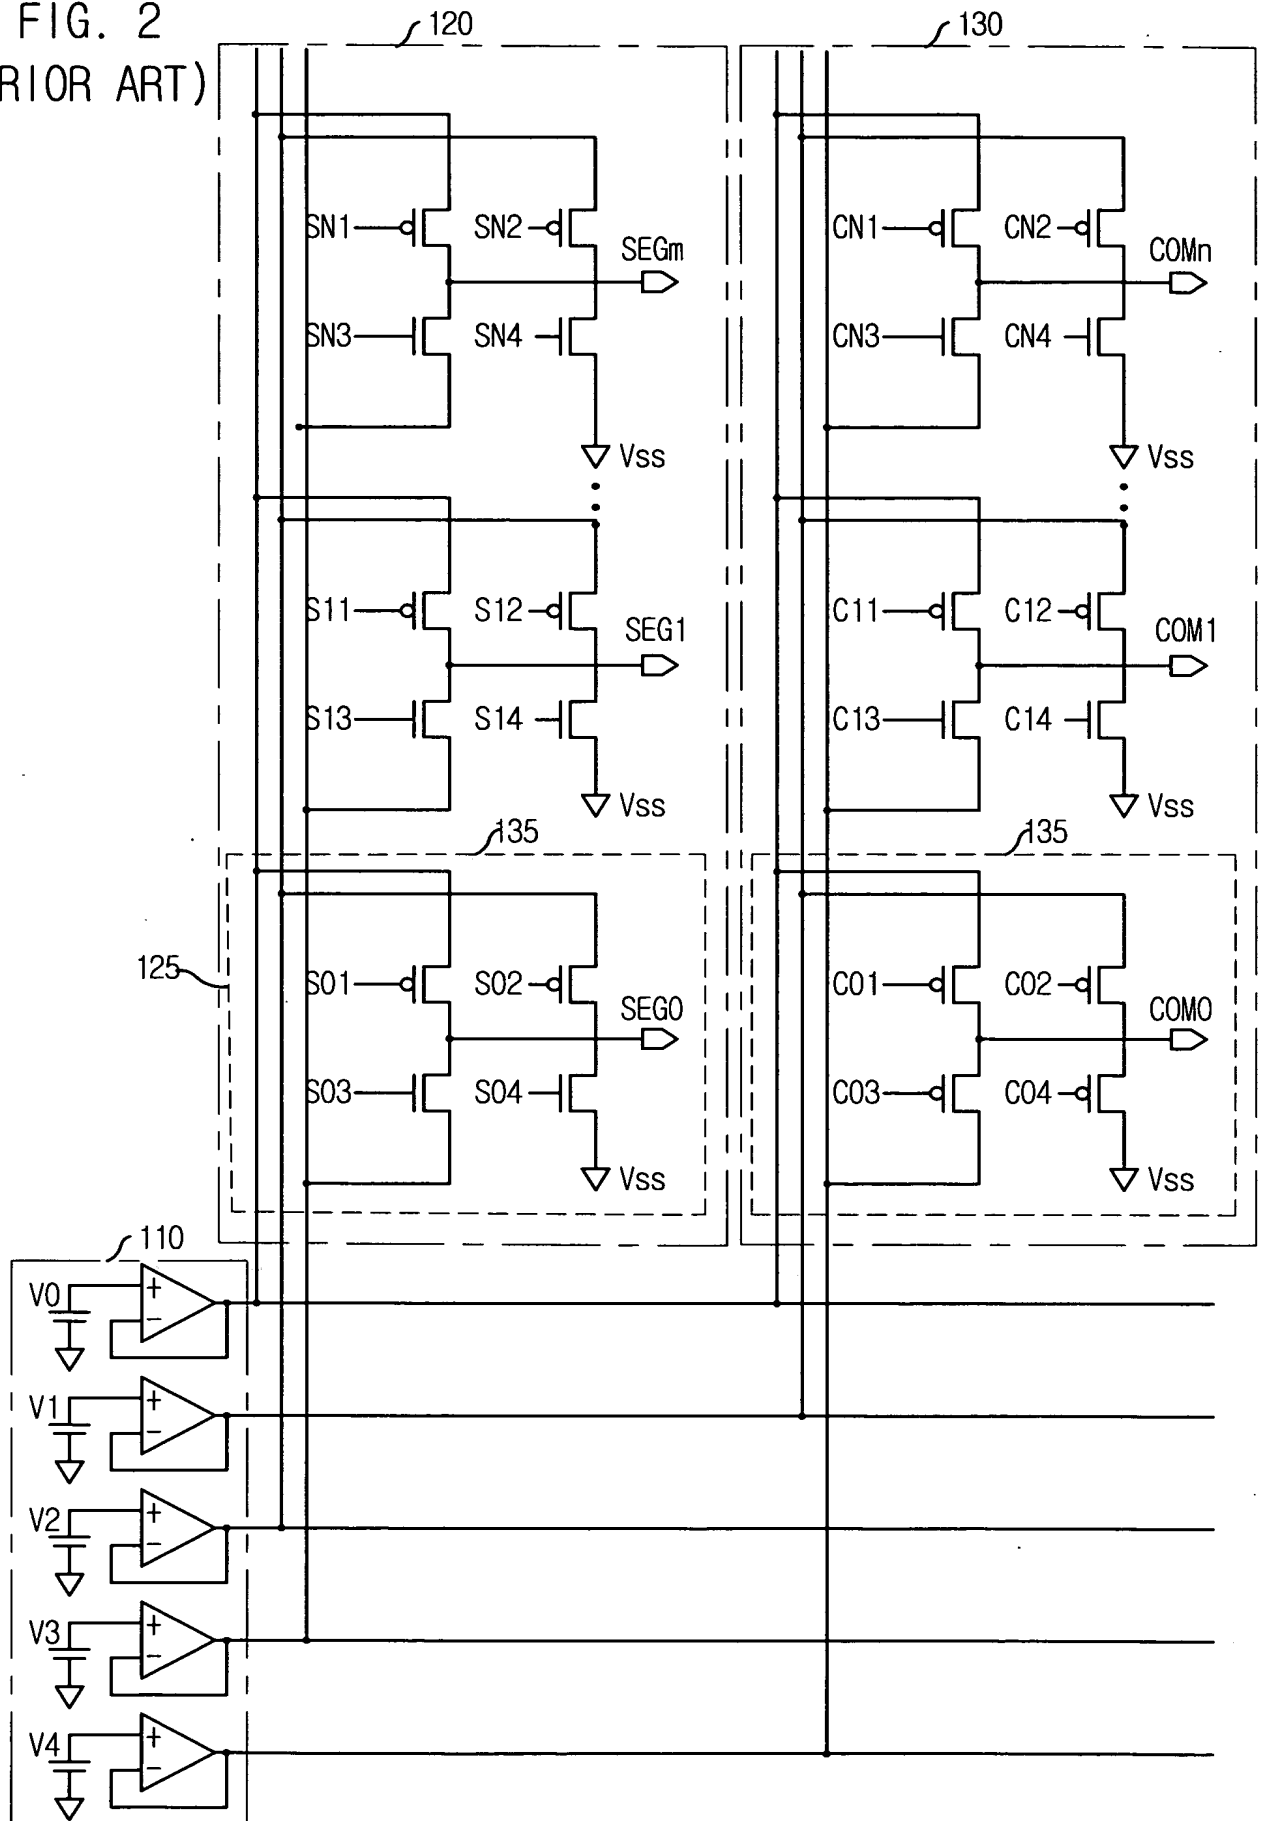 FIG. 2
RIOR ART)
120
130
SN1
SN2
SEGm
CN1
CN2
COMn
SN3
SN4
CN3
CN4
Vss
Vss
S11
S12
SEG1
C11
C12
COM1
S13
S14
C13
C14
Vss
Vss
135
135
125
S01
S02
SEG0
C01
C02
COM0
S03
S04
C03
C04
Vss
Vss
110
V0
+
-
V1
+
-
V2
+
-
V3
+
-
V4
+
-